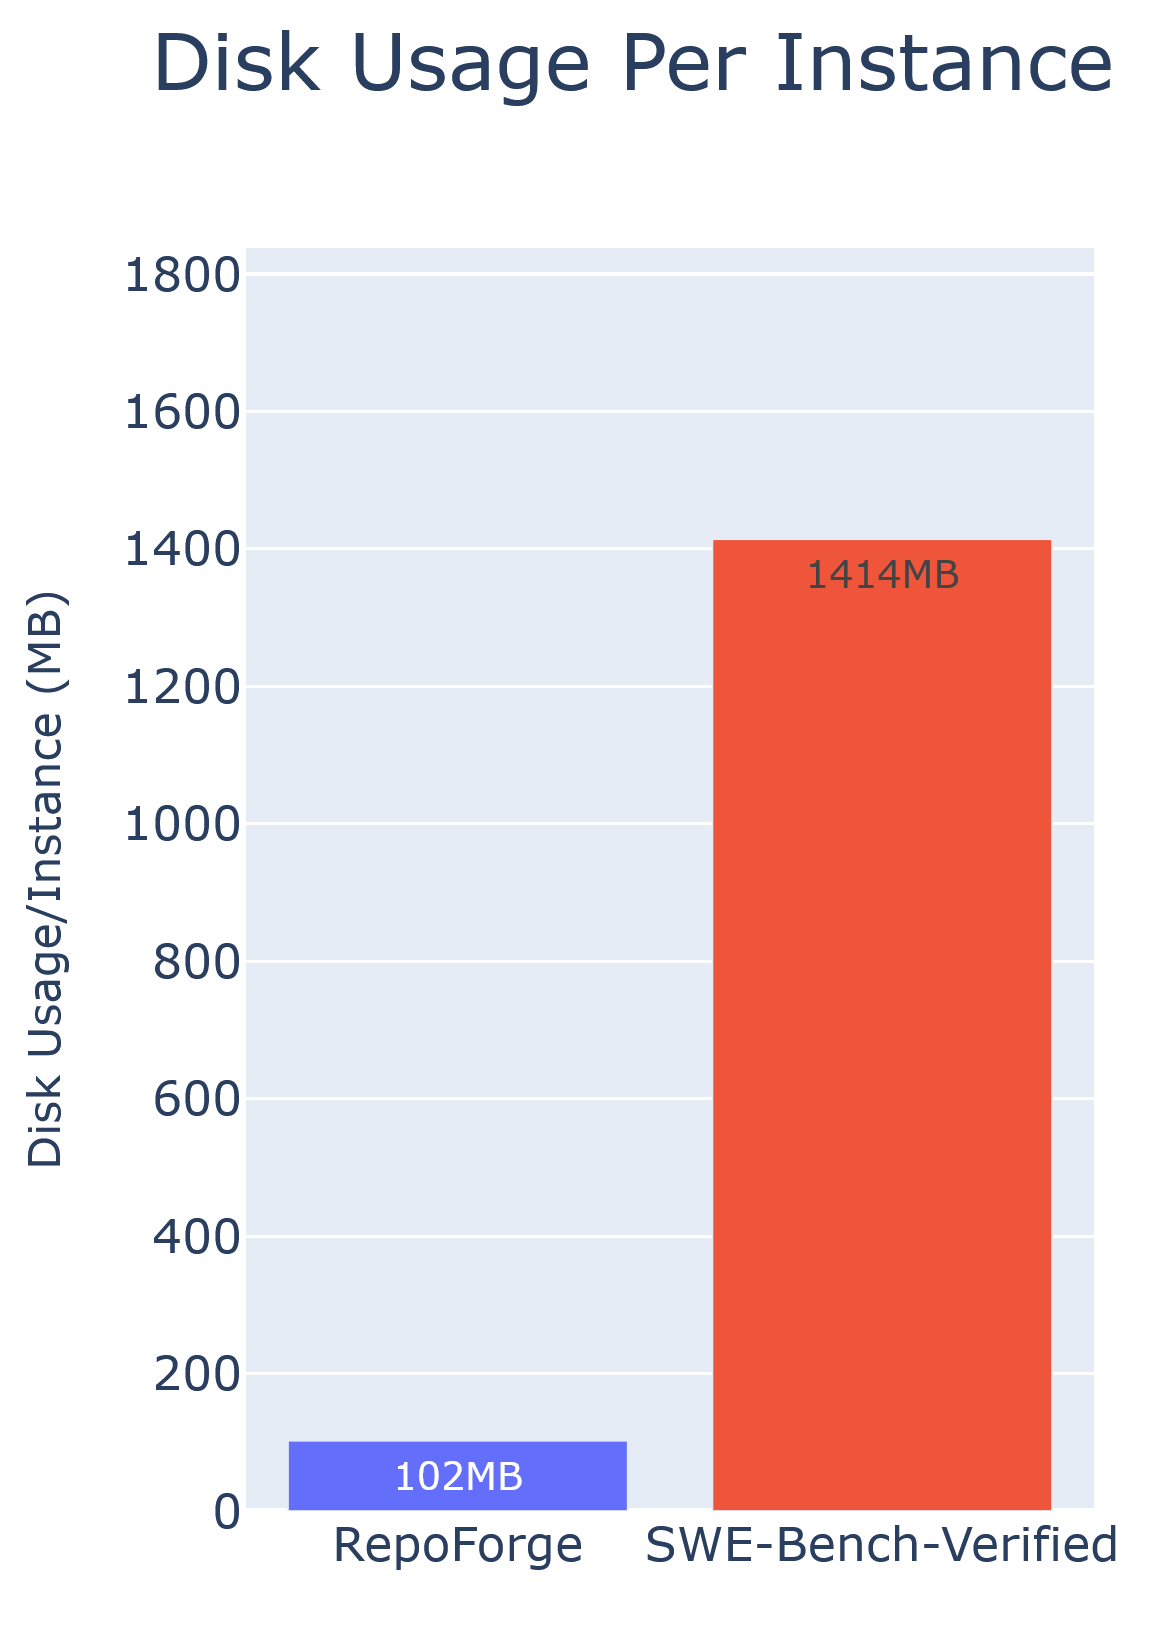 Disk Usage Per Instance
1800
1600
1400
1200
1000
800
600
400
200
0
Disk Usage/Instance (MB)
1414MB
102MB
RepoForge
SWE-Bench-Verified